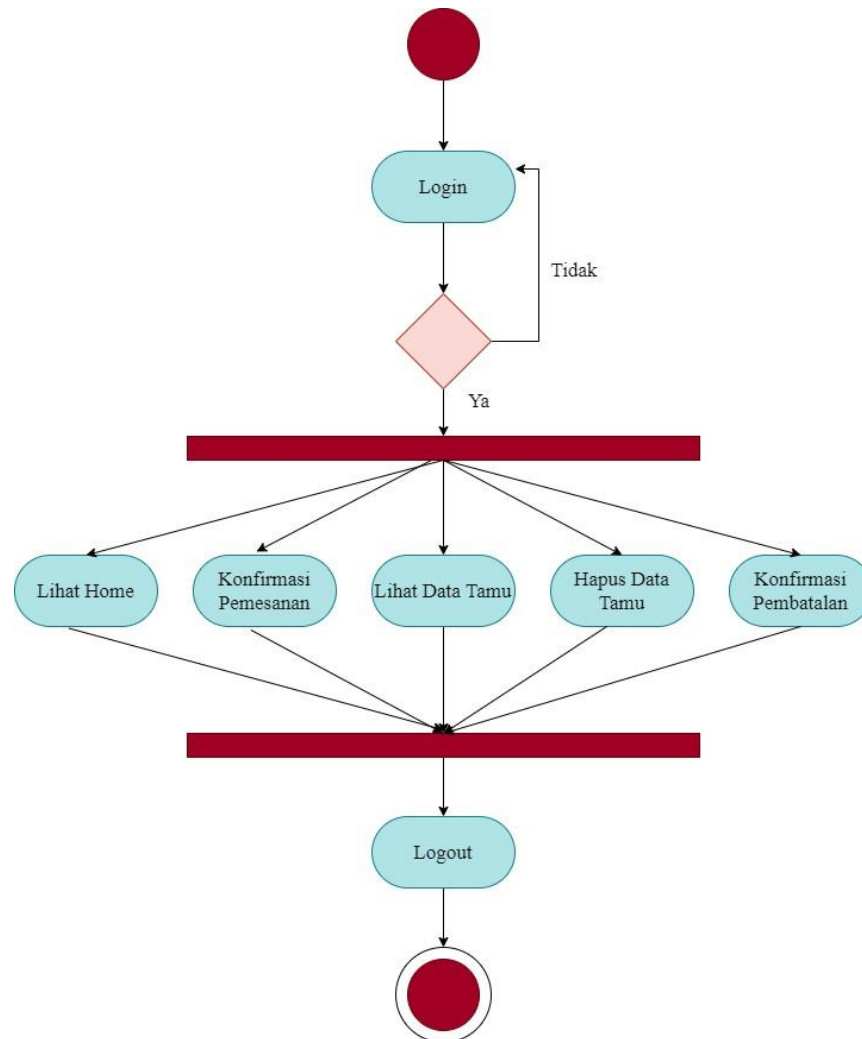 Login
Tidak
Ya
Lihat Home
Konfirmasi
Pemesanan
Lihat Data Tamu
Hapus Data
Tamu
Konfirmasi
Pembatalan
Logout